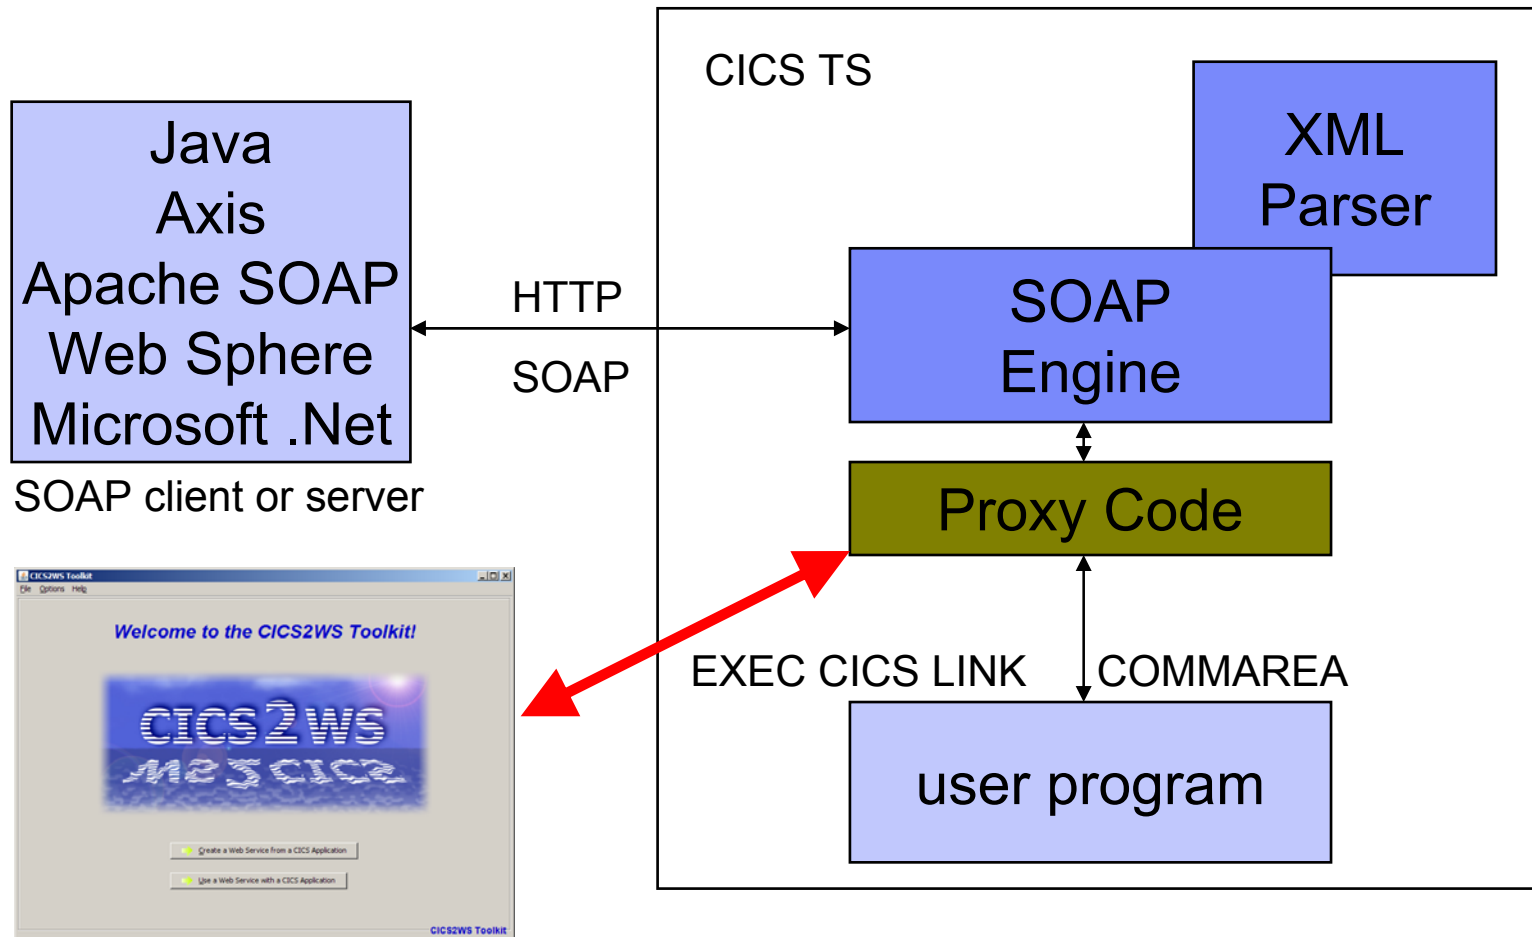 CICS TS
Java
Axis
Apache SOAP
Web Sphere
Microsoft .Net
SOAP client or server
HTTP
SOAP
XML
Parser
SOAP
Engine
Proxy Code
EXEC CICS LINK
COMMAREA
user program
CICS2WS Toolkit
File Options Help
Welcome to the CICS2WS Toolkit!
CICS2WS
Create a Web Service from a CICS Application
Use a Web Service with a CICS Application
CICS2WS Toolkit